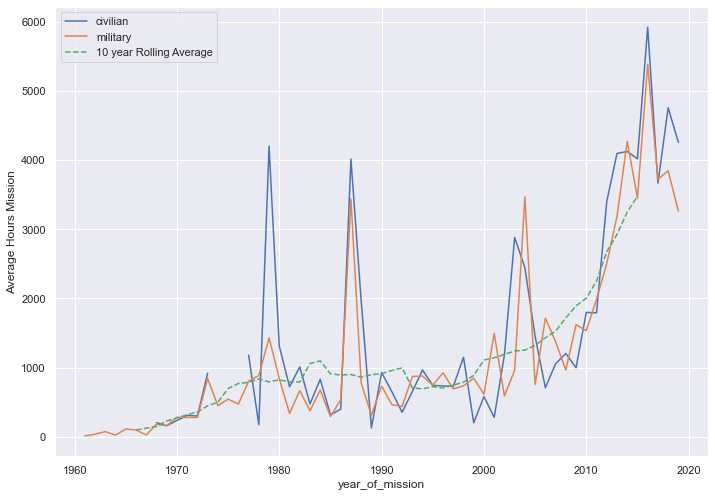 civilian
military
10 year Rolling Average
6000
5000
4000
3000
2000
1000
0
Average Hours Mission
1960 1970 1980 1990 2000 2010 2020
year_of_mission